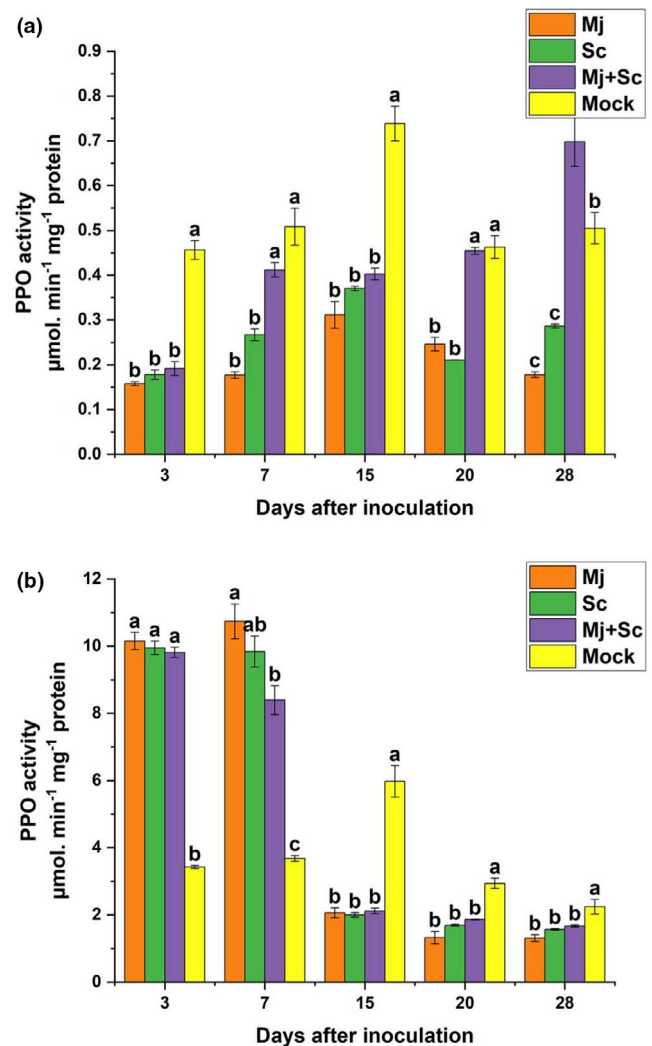 (a)
Mj
Sc
Mj+Sc
Mock
PPO activity
µmol. min-1 mg-1 protein
0.9
0.8
0.7
0.6
0.5
0.4
0.3
0.2
0.1
0.0
b b b a
b b a a
b b b a
b b a a
c c b
3 7 15 20 28
Days after inoculation
(b)
Mj
Sc
Mj+Sc
Mock
PPO activity
µmol. min-1 mg-1 protein
12
10
8
6
4
2
0
a a a b
a ab b c
b b b a
b b b a
b b b a
3 7 15 20 28
Days after inoculation